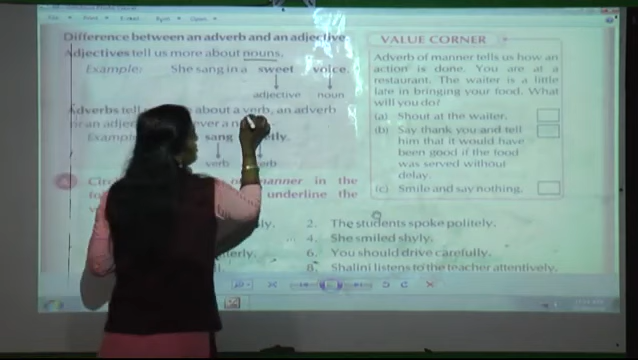 Difference between an adverb and an adjective
Adjectives tell us more about nouns.
Example: She sang in a sweet voice.
adjective noun
Adverbs tell about a verb, an adverb
an
sang
verb
manner in the
underline the
VALUE CORNER
Adverb of manner tells us how an
action is done. You are at a
restaurant. The waiter is a little
late in bringing your food. What
will you do?
(a) Shout at the waiter.
(b) Say thank you and tell
him that it would have
been good if the food
was served without
delay.
(c) Smile and say nothing.
2. The students spoke politely.
4. She smiled shyly.
6. You should drive carefully.
8. Shalini listens to the teacher attentively.